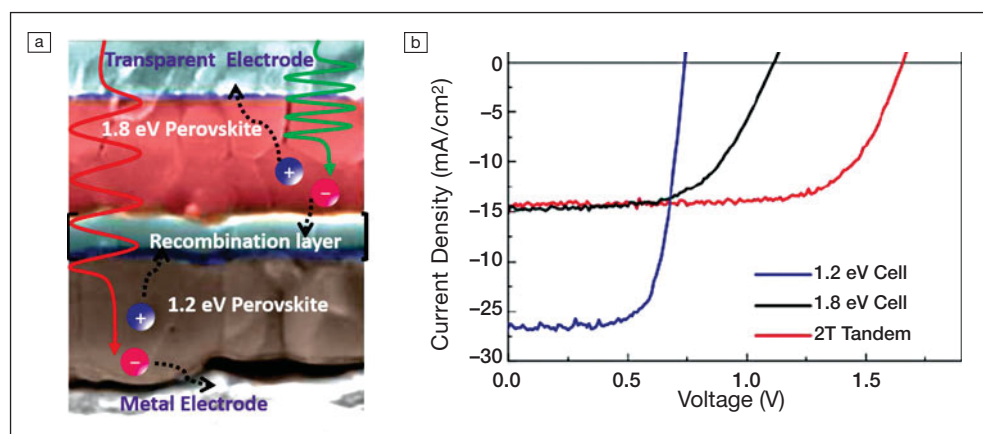 a
Transparent Electrode
1.8 eV Perovskite
+
−
Recombination layer
1.2 eV Perovskite
+
−
Metal Electrode
b
Current Density (mA/cm²)
0
−5
−10
−15
−20
−25
−30
0.0 0.5 1.0 1.5
Voltage (V)
1.2 eV Cell
1.8 eV Cell
2T Tandem